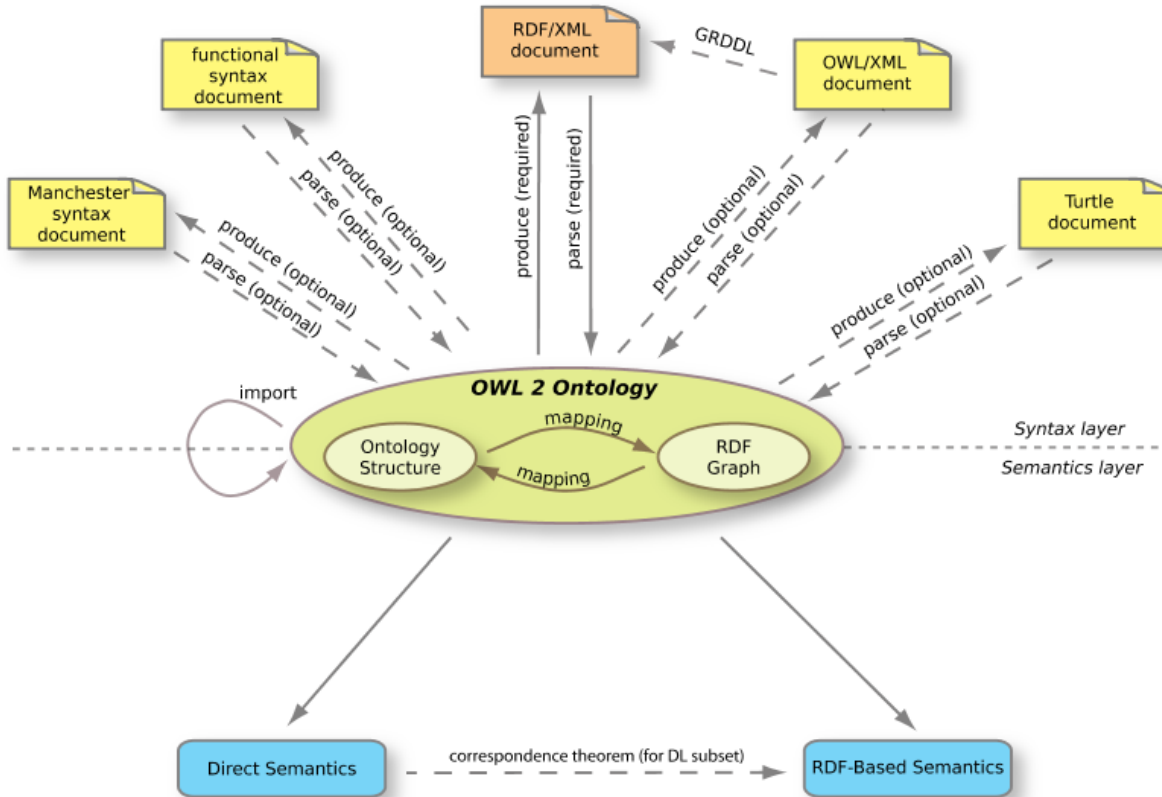 RDF/XML
document
GRDDL
functional
syntax
document
OWL/XML
document
Manchester
syntax
document
Turtle
document
produce (optional)
parse (optional)
produce (optional)
parse (optional)
produce (required)
parse (required)
produce (optional)
parse (optional)
produce (optional)
parse (optional)
import
OWL 2 Ontology
mapping
Ontology
Structure
RDF
Graph
mapping
Syntax layer
Semantics layer
Direct Semantics
correspondence theorem (for DL subset)
RDF-Based Semantics